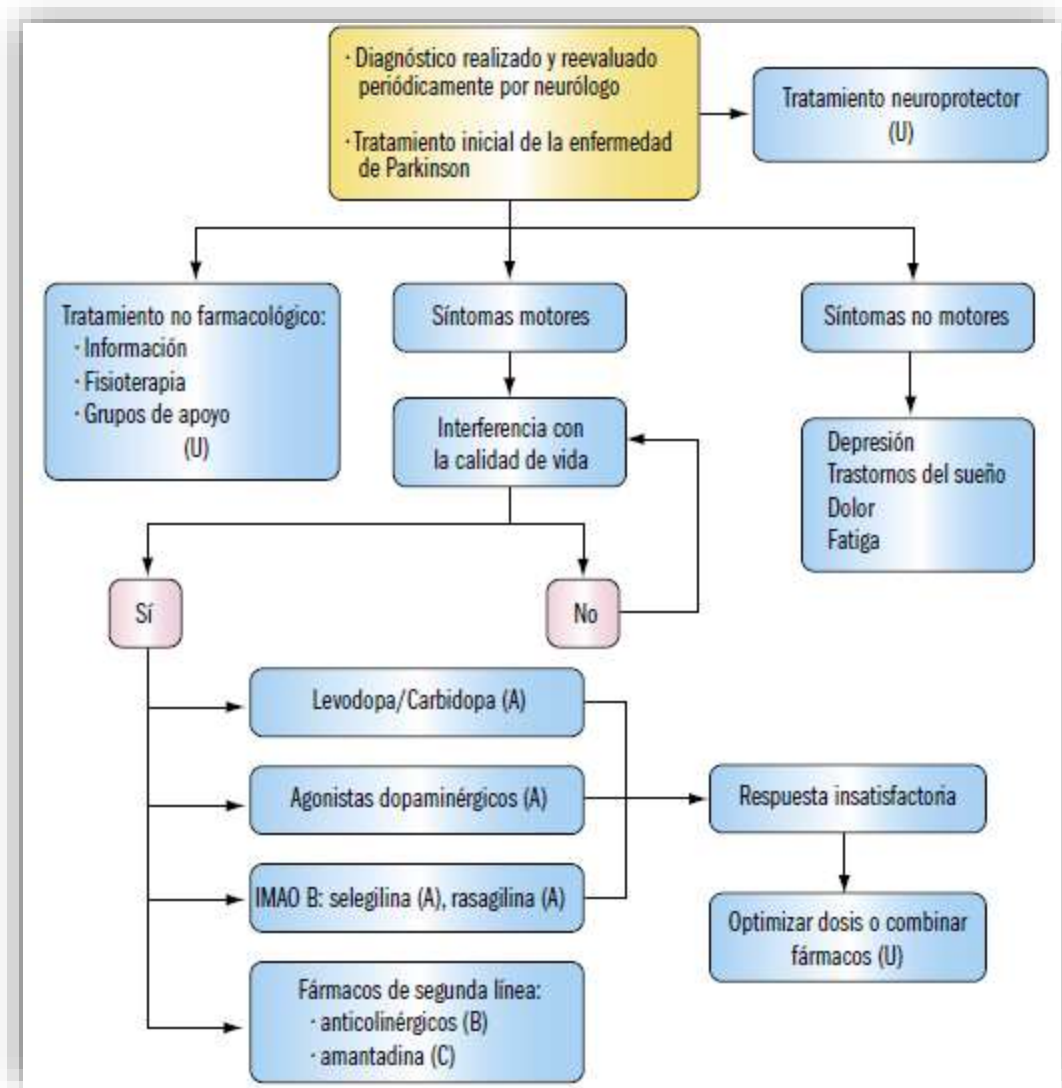 · Diagnóstico realizado y reevaluado
periódicamente por neurólogo
· Tratamiento inicial de la enfermedad
de Parkinson
Tratamiento neuroprotector
(U)
Tratamiento no farmacológico:
· Información
· Fisioterapia
· Grupos de apoyo
(U)
Síntomas motores
Síntomas no motores
Interferencia con
la calidad de vida
Depresión
Trastornos del sueño
Dolor
Fatiga
Sí
No
Levodopa/Carbidopa (A)
Agonistas dopaminérgicos (A)
IMAO B: selegilina (A), rasagilina (A)
Fármacos de segunda línea:
· anticolinérgicos (B)
· amantadina (C)
Respuesta insatisfactoria
Optimizar dosis o combinar
fármacos (U)